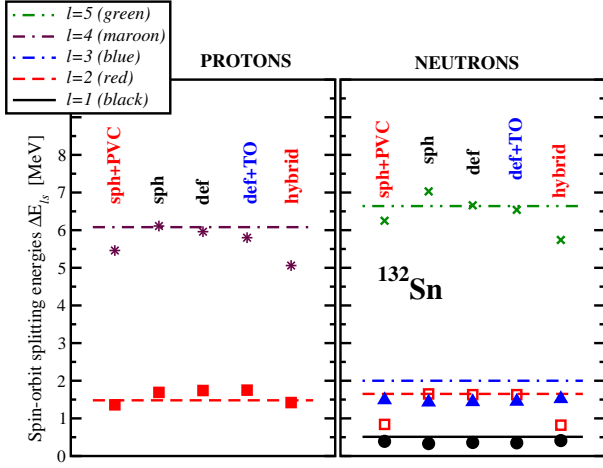 l=5 (green)
l=4 (maroon)
l=3 (blue)
l=2 (red)
l=1 (black)
PROTONS
NEUTRONS
Spin-orbit splitting energies ΔE_ls [MeV]
8
7
6
5
4
3
2
1
0
sph+PVC
sph
def
def+TO
hybrid
sph+PVC
sph
def
def+TO
hybrid
¹³²Sn